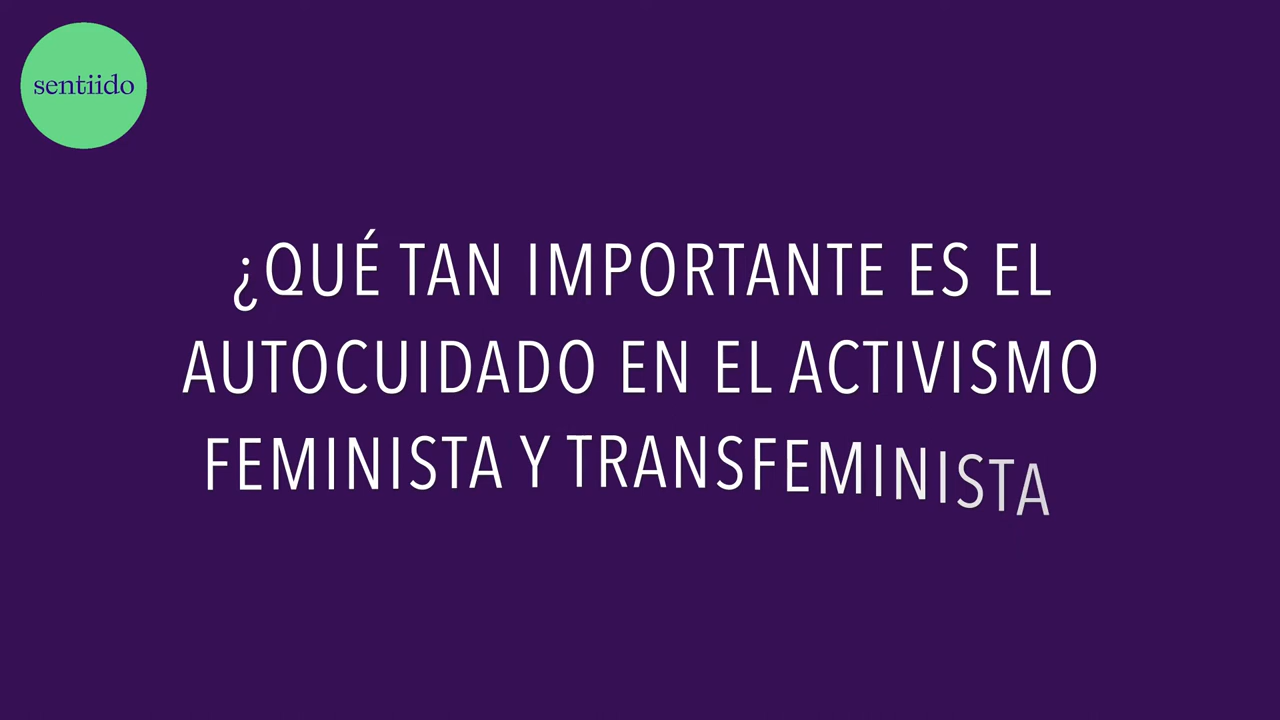 sentiido
¿QUÉ TAN IMPORTANTE ES EL
AUTOCUIDADO EN EL ACTIVISMO
FEMINISTA Y TRANSFEMINISTA